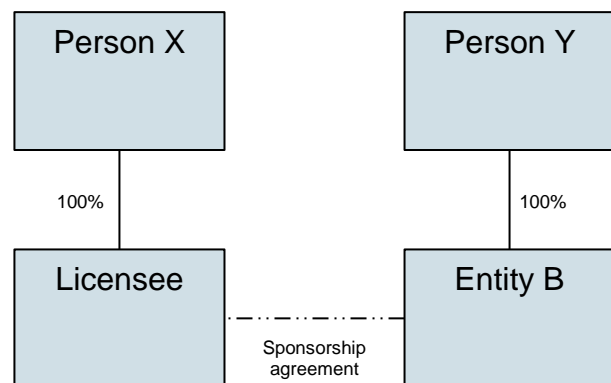 Person X
Person Y
100%
100%
Licensee
Entity B
Sponsorship
agreement